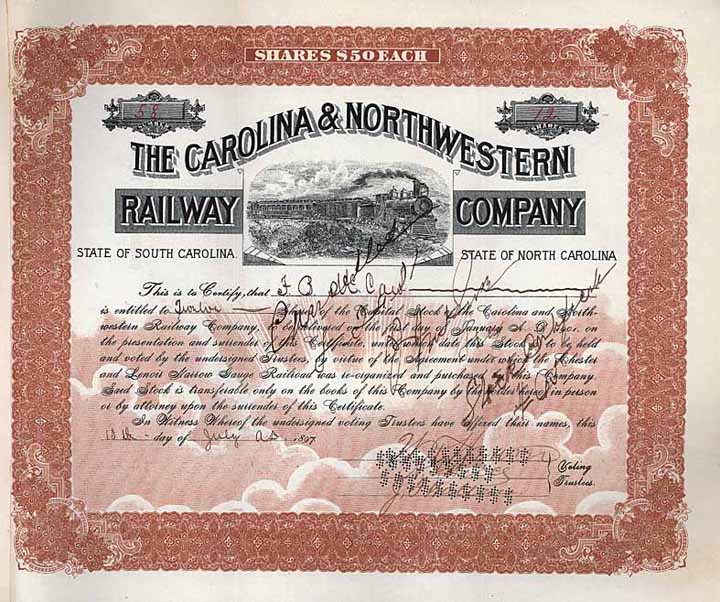 SHARES $50 EACH
58 12
THE CAROLINA & NORTHWESTERN
RAILWAY COMPANY
STATE OF SOUTH CAROLINA. STATE OF NORTH CAROLINA
This is to Certify, that
is entitled to Twelve Shares of the Capital Stock of the Carolina and North-
western Railway Company, to be delivered on the first day of January A. D. 1901. on
the presentation and surrender of this Certificate, until which date this Stock is to be held
and voted by the undersigned Trustees, by virtue of the Agreement under which the Chester
and Lenoir Narrow Gauge Railroad was re-organized and purchased by this Company.
Said Stock is transferable only on the books of this Company by the holder hereof in person
or by attorney upon the surrender of this Certificate.
In Witness Whereof the undersigned voting Trustees have affixed their names, this
13th day of July A.D. 1897.
Voting
Trustees.